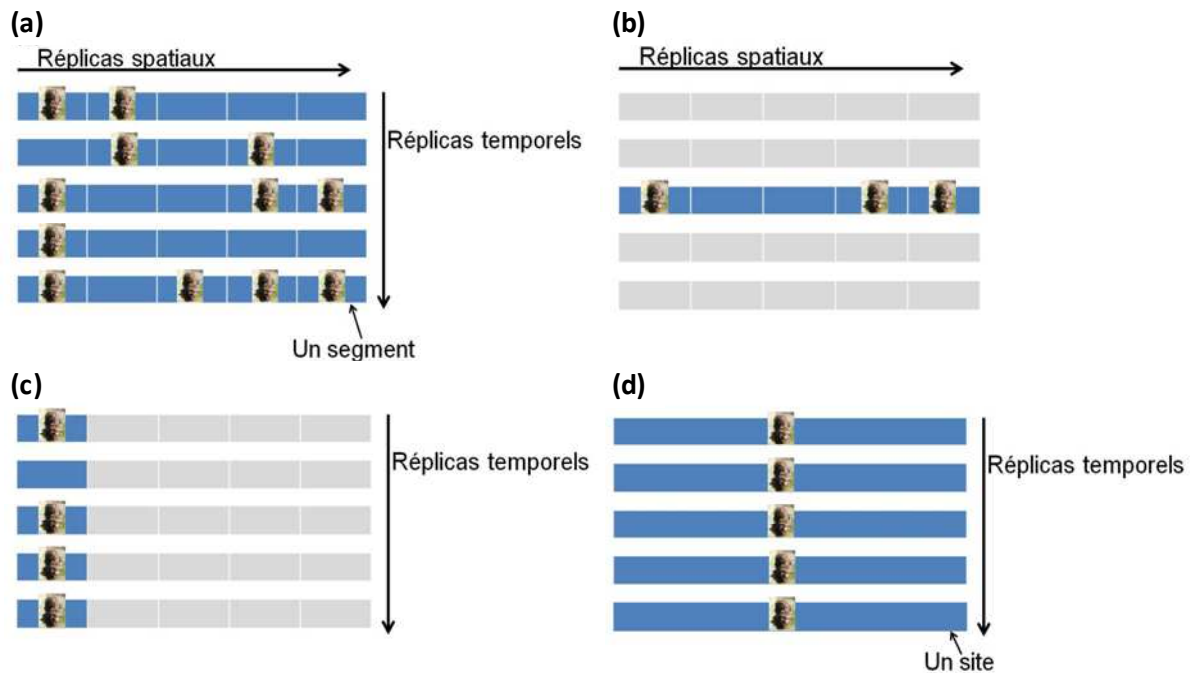 (a)
Réplicas spatiaux
Réplicas temporels
Un segment
(b)
Réplicas spatiaux
(c)
Réplicas temporels
(d)
Réplicas temporels
Un site